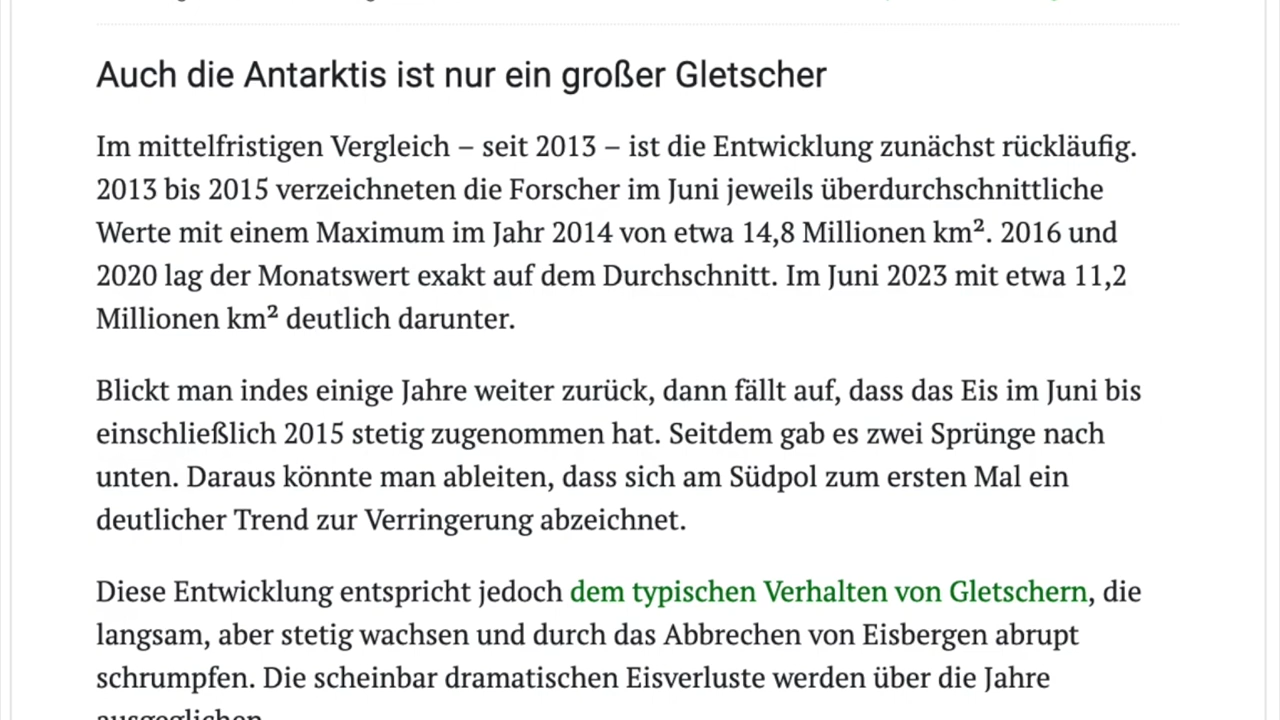 Auch die Antarktis ist nur ein großer Gletscher
Im mittelfristigen Vergleich – seit 2013 – ist die Entwicklung zunächst rückläufig.
2013 bis 2015 verzeichneten die Forscher im Juni jeweils überdurchschnittliche
Werte mit einem Maximum im Jahr 2014 von etwa 14,8 Millionen km². 2016 und
2020 lag der Monatswert exakt auf dem Durchschnitt. Im Juni 2023 mit etwa 11,2
Millionen km² deutlich darunter.
Blickt man indes einige Jahre weiter zurück, dann fällt auf, dass das Eis im Juni bis
einschließlich 2015 stetig zugenommen hat. Seitdem gab es zwei Sprünge nach
unten. Daraus könnte man ableiten, dass sich am Südpol zum ersten Mal ein
deutlicher Trend zur Verringerung abzeichnet.
Diese Entwicklung entspricht jedoch dem typischen Verhalten von Gletschern, die
langsam, aber stetig wachsen und durch das Abbrechen von Eisbergen abrupt
schrumpfen. Die scheinbar dramatischen Eisverluste werden über die Jahre
ausgeglichen.